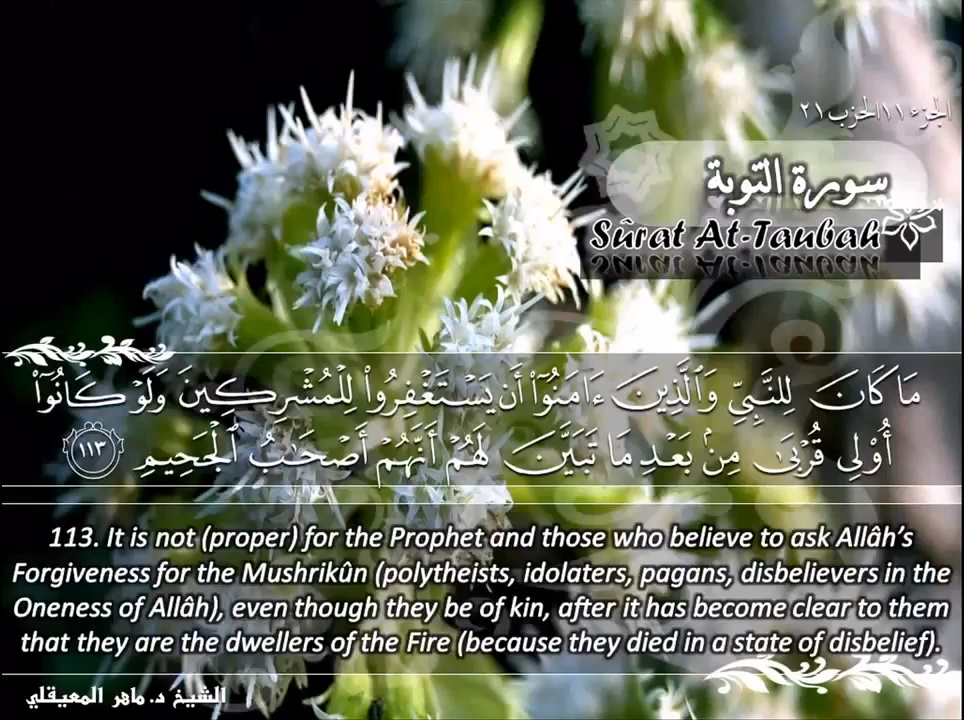 الجزء ١١ الحزب ٢١
سورة التوبة
Sûrat At-Taubah
مَا كَانَ لِلنَّبِيِّ وَٱلَّذِينَ ءَامَنُوٓا۟ أَن يَسْتَغْفِرُوا۟ لِلْمُشْرِكِينَ وَلَوْ كَانُوٓا۟
أُو۟لِى قُرْبَىٰ مِنۢ بَعْدِ مَا تَبَيَّنَ لَهُمْ أَنَّهُمْ أَصْحَٰبُ ٱلْجَحِيمِ ١١٣
113. It is not (proper) for the Prophet and those who believe to ask Allâh’s
Forgiveness for the Mushrikûn (polytheists, idolaters, pagans, disbelievers in the
Oneness of Allâh), even though they be of kin, after it has become clear to them
that they are the dwellers of the Fire (because they died in a state of disbelief).
الشيخ د. ماهر المعيقلي